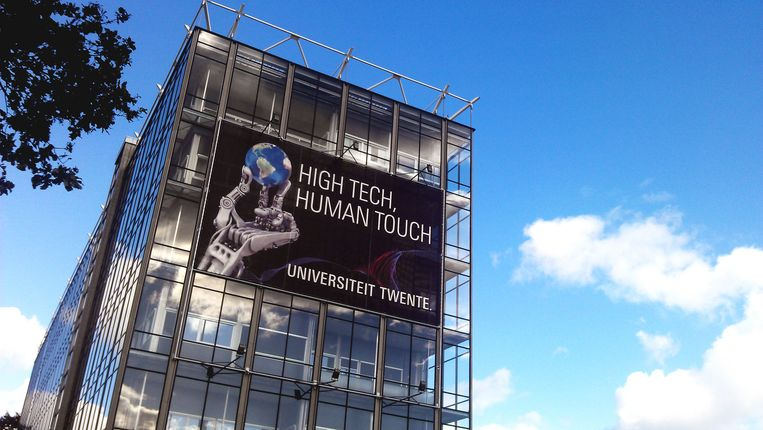 HIGH TECH,
HUMAN TOUCH
UNIVERSITEIT TWENTE.